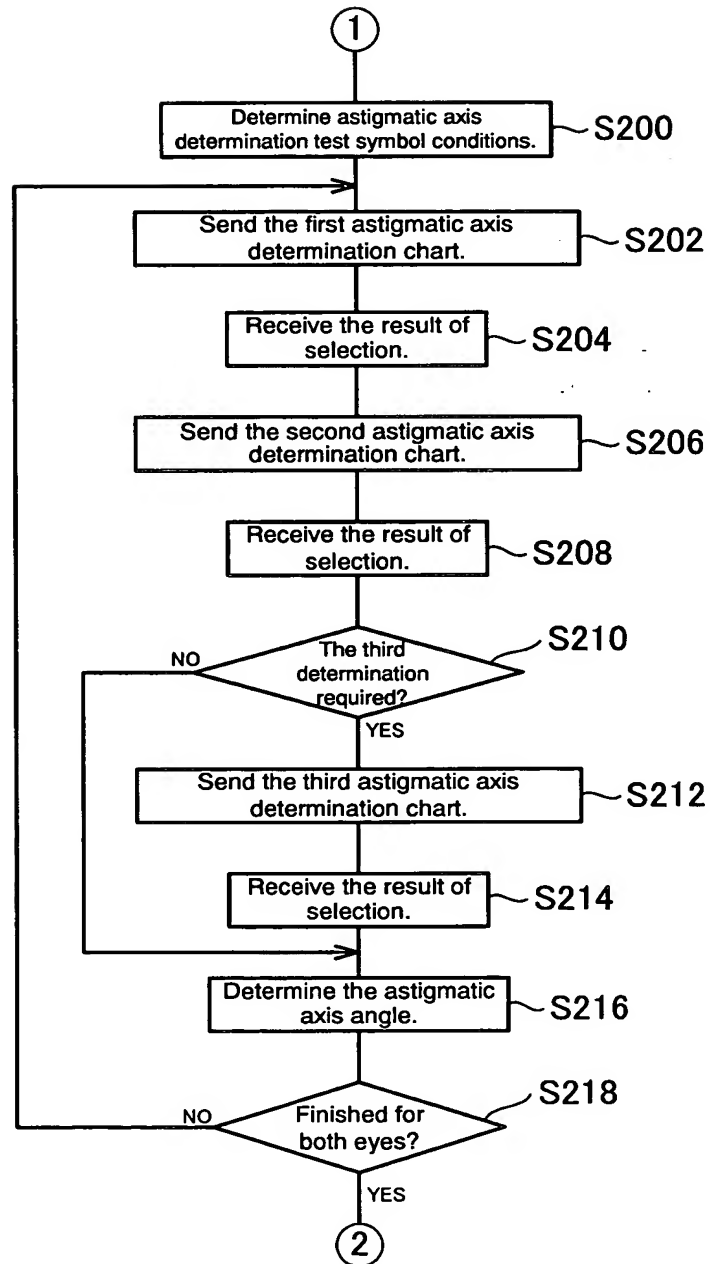 1
Determine astigmatic axis
determination test symbol conditions.
S200
Send the first astigmatic axis
determination chart.
S202
Receive the result of
selection.
S204
Send the second astigmatic axis
determination chart.
S206
Receive the result of
selection.
S208
The third
determination
required?
S210
NO
YES
Send the third astigmatic axis
determination chart.
S212
Receive the result of
selection.
S214
Determine the astigmatic
axis angle.
S216
Finished for
both eyes?
S218
NO
YES
2